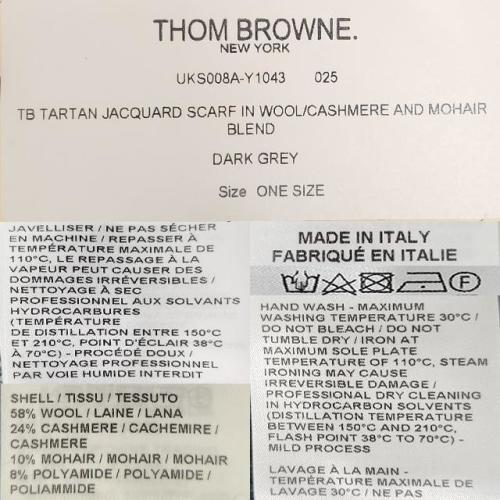 THOM BROWNE.
NEW YORK
UKS008A-Y1043 025
TB TARTAN JACQUARD SCARF IN WOOL/CASHMERE AND MOHAIR
BLEND
DARK GREY
Size ONE SIZE
JAVELLISER / NE PAS SÉCHER
EN MACHINE / REPASSER À
TEMPÉRATURE MAXIMALE DE
110°C, LE REPASSAGE À LA
VAPEUR PEUT CAUSER DES
DOMMAGES IRRÉVERSIBLES /
NETTOYAGE À SEC
PROFESSIONNEL AUX SOLVANTS
HYDROCARBURES
(TEMPÉRATURE
DE DISTILLATION ENTRE 150°C
ET 210°C, POINT D'ÉCLAIR 38°C
À 70°C) - PROCÉDÉ DOUX /
NETTOYAGE PROFESSIONNEL
PAR VOIE HUMIDE INTERDIT
SHELL / TISSU / TESSUTO
58% WOOL / LAINE / LANA
24% CASHMERE / CACHEMIRE /
CASHMERE
10% MOHAIR / MOHAIR / MOHAIR
8% POLYAMIDE / POLYAMIDE /
POLIAMMIDE
MADE IN ITALY
FABRIQUÉ EN ITALIE
F
HAND WASH - MAXIMUM
WASHING TEMPERATURE 30°C /
DO NOT BLEACH / DO NOT
TUMBLE DRY / IRON AT
MAXIMUM SOLE PLATE
TEMPERATURE OF 110°C, STEAM
IRONING MAY CAUSE
IRREVERSIBLE DAMAGE /
PROFESSIONAL DRY CLEANING
IN HYDROCARBON SOLVENTS
(DISTILLATION TEMPERATURE
BETWEEN 150°C AND 210°C,
FLASH POINT 38°C TO 70°C) -
MILD PROCESS
LAVAGE À LA MAIN -
TEMPÉRATURE MAXIMALE DE
LAVAGE 30°C / NE PAS